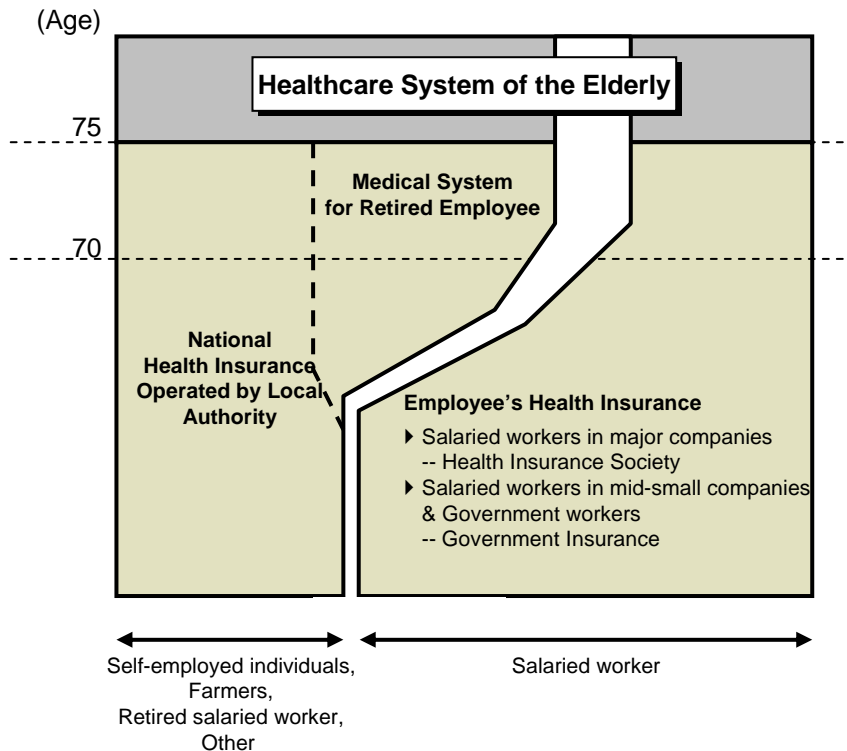 (Age)
Healthcare System of the Elderly
75
Medical System
for Retired Employee
70
National
Health Insurance
Operated by Local
Authority
Employee’s Health Insurance
Salaried workers in major companies
-- Health Insurance Society
Salaried workers in mid-small companies
& Government workers
-- Government Insurance
Self-employed individuals,
Farmers,
Retired salaried worker,
Other
Salaried worker